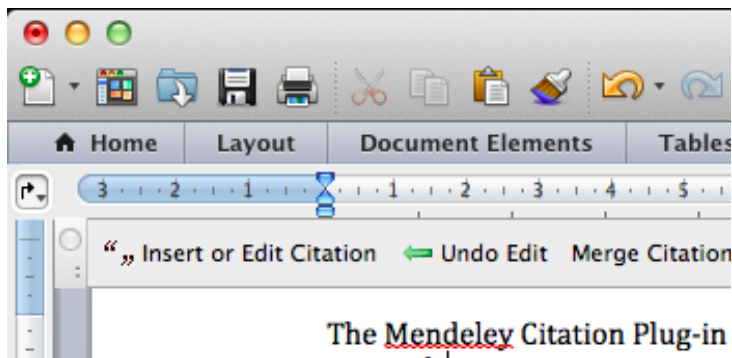 Home Layout Document Elements Tables
3 2 1 1 2 3 4 5
“„ Insert or Edit Citation Undo Edit Merge Citation
The Mendeley Citation Plug-in